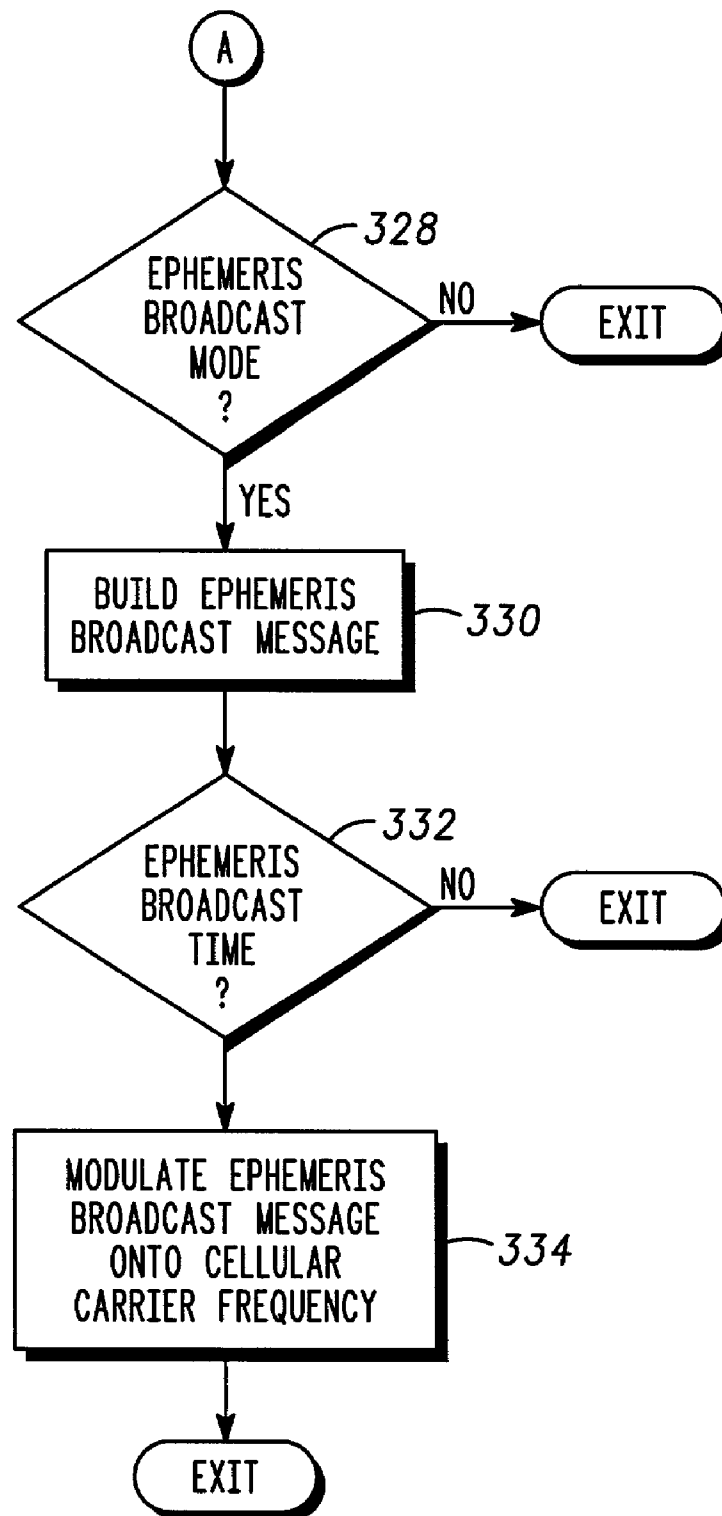 A
328
EPHEMERIS
BROADCAST
MODE
?
NO
EXIT
YES
BUILD EPHEMERIS
BROADCAST MESSAGE
330
332
EPHEMERIS
BROADCAST
TIME
?
NO
EXIT
MODULATE EPHEMERIS
BROADCAST MESSAGE
ONTO CELLULAR
CARRIER FREQUENCY
334
EXIT